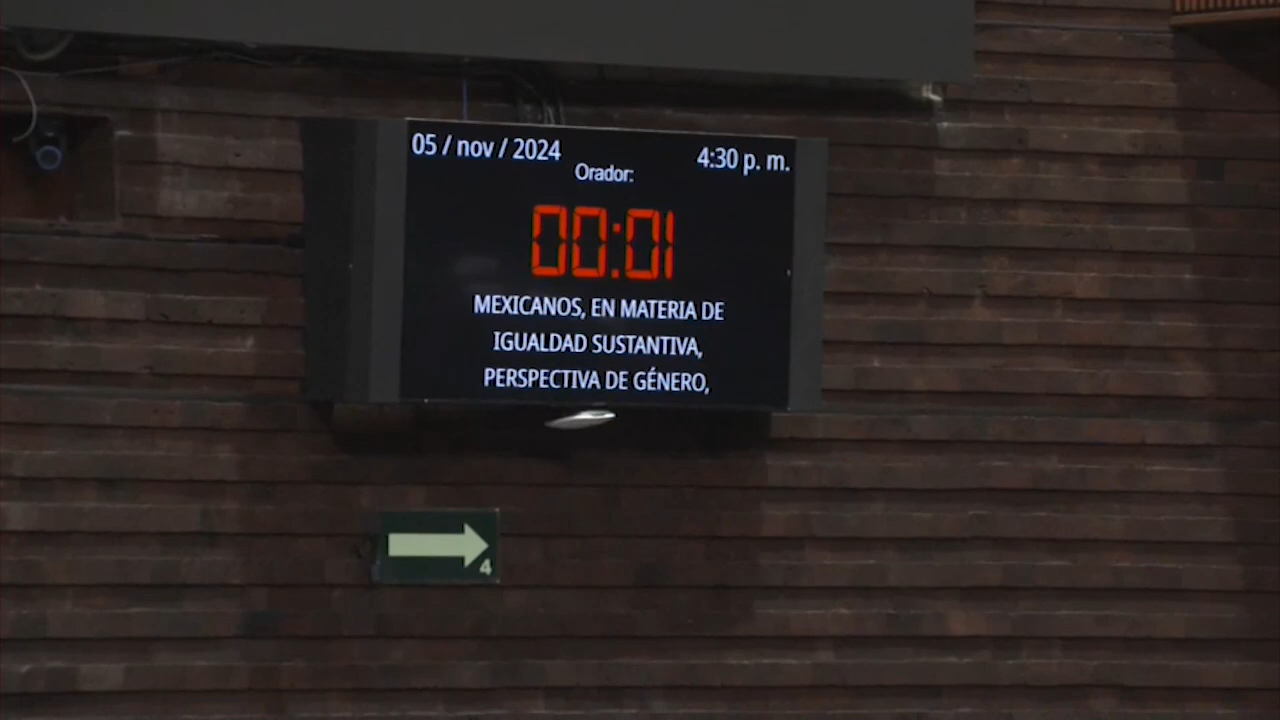 05 / nov / 2024
4:30 p. m.
Orador:
00:01
MEXICANOS, EN MATERIA DE
IGUALDAD SUSTANTIVA,
PERSPECTIVA DE GÉNERO,
4